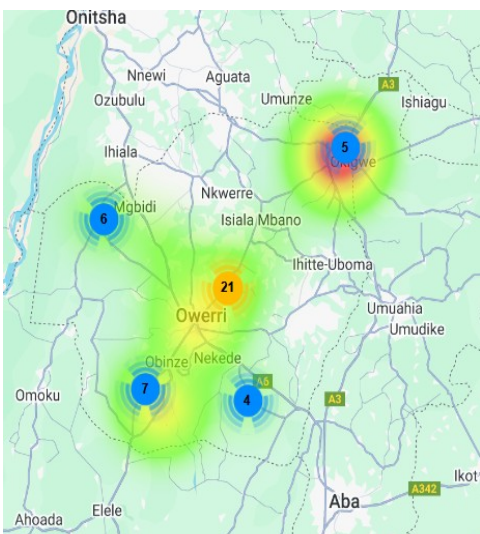 Onitsha
Nnewi
Aguata
A3
Ozubulu
Umunze
Ishiagu
Ihiala
5
Okigwe
Nkwerre
Mgbidi
6
Isiala Mbano
Ihitte-Uboma
21
Owerri
Umuahia
Umudike
Obinze
Nekede
7
A6
4
A3
Omoku
Ikot
A342
Aba
Elele
Ahoada